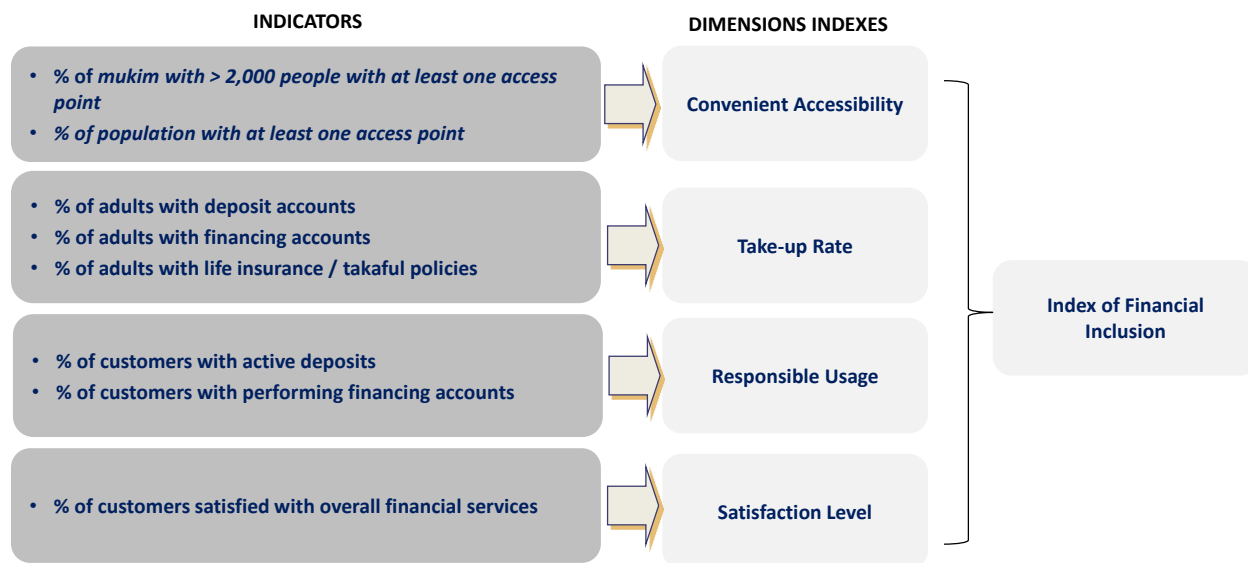 INDICATORS
DIMENSIONS INDEXES
• % of mukim with > 2,000 people with at least one access
point
• % of population with at least one access point
Convenient Accessibility
• % of adults with deposit accounts
• % of adults with financing accounts
• % of adults with life insurance / takaful policies
Take-up Rate
• % of customers with active deposits
• % of customers with performing financing accounts
Responsible Usage
• % of customers satisfied with overall financial services
Satisfaction Level
Index of Financial
Inclusion